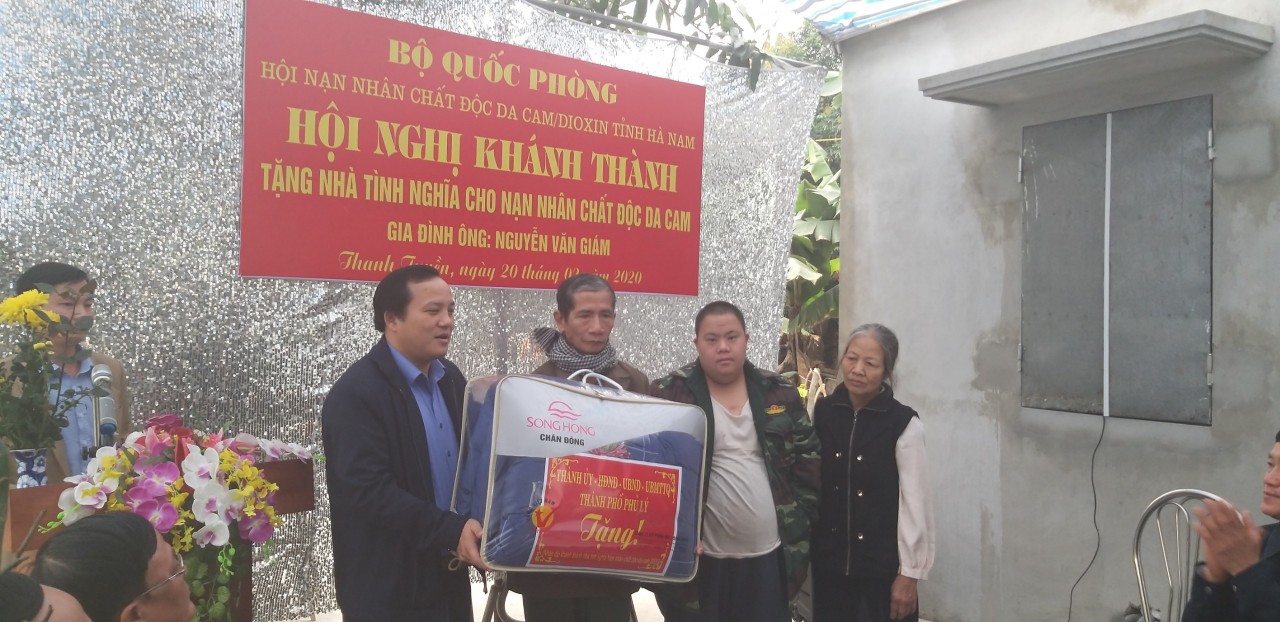 BỘ QUỐC PHÒNG
HỘI NẠN NHÂN CHẤT ĐỘC DA CAM/DIOXIN TỈNH HÀ NAM
HỘI NGHỊ KHÁNH THÀNH
TẶNG NHÀ TÌNH NGHĨA CHO NẠN NHÂN CHẤT ĐỘC DA CAM
GIA ĐÌNH ÔNG: NGUYỄN VĂN GIÁM
Thanh Tuyền, ngày 20 tháng 02 năm 2020
SONG HONG
CHĂN ĐÔNG
THÀNH ỦY - HĐND - UBND - UBMTTQ
THÀNH PHỐ PHỦ LÝ
Tặng!